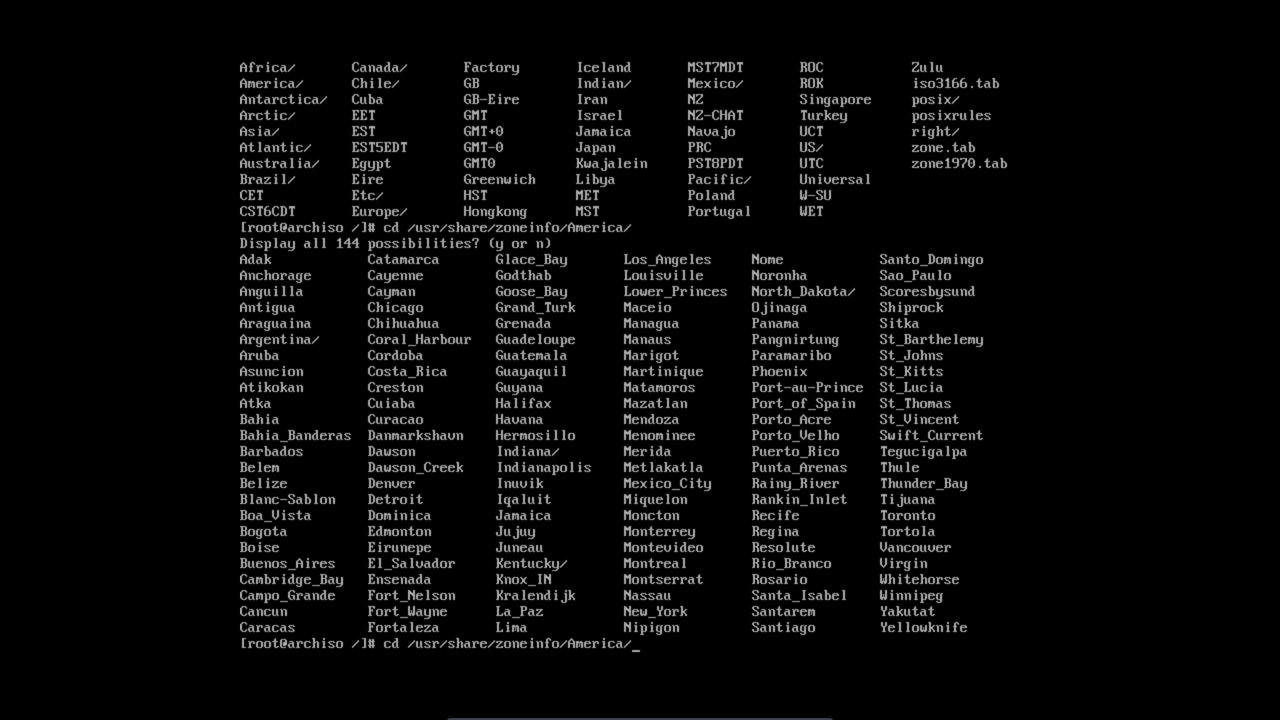 Africa/ Canada/ Factory Iceland MST7MDT ROC Zulu
America/ Chile/ GB Indian/ Mexico/ ROK iso3166.tab
Antarctica/ Cuba GB-Eire Iran NZ Singapore posix/
Arctic/ EET GMT Israel NZ-CHAT Turkey posixrules
Asia/ EST GMT+0 Jamaica Navajo UCT right/
Atlantic/ EST5EDT GMT-0 Japan PRC US/ zone.tab
Australia/ Egypt GMT0 Kwajalein PST8PDT UTC zone1970.tab
Brazil/ Eire Greenwich Libya Pacific/ Universal
CET Etc/ HST MET Poland W-SU
CST6CDT Europe/ Hongkong MST Portugal WET
[root@archiso /]# cd /usr/share/zoneinfo/America/
Display all 144 possibilities? (y or n)
Adak Catamarca Glace_Bay Los_Angeles Nome Santo_Domingo
Anchorage Cayenne Godthab Louisville Noronha Sao_Paulo
Anguilla Cayman Goose_Bay Lower_Princes North_Dakota/ Scoresbysund
Antigua Chicago Grand_Turk Maceio Ojinaga Shiprock
Araguaina Chihuahua Grenada Managua Panama Sitka
Argentina/ Coral_Harbour Guadeloupe Manaus Pangnirtung St_Barthelemy
Aruba Cordoba Guatemala Marigot Paramaribo St_Johns
Asuncion Costa_Rica Guayaquil Martinique Phoenix St_Kitts
Atikokan Creston Guyana Matamoros Port-au-Prince St_Lucia
Atka Cuiaba Halifax Mazatlan Port_of_Spain St_Thomas
Bahia Curacao Havana Mendoza Porto_Acre St_Vincent
Bahia_Banderas Danmarkshavn Hermosillo Menominee Porto_Velho Swift_Current
Barbados Dawson Indiana/ Merida Puerto_Rico Tegucigalpa
Belem Dawson_Creek Indianapolis Metlakatla Punta_Arenas Thule
Belize Denver Inuvik Mexico_City Rainy_River Thunder_Bay
Blanc-Sablon Detroit Iqaluit Miquelon Rankin_Inlet Tijuana
Boa_Vista Dominica Jamaica Moncton Recife Toronto
Bogota Edmonton Jujuy Monterrey Regina Tortola
Boise Eirunepe Juneau Montevideo Resolute Vancouver
Buenos_Aires El_Salvador Kentucky/ Montreal Rio_Branco Virgin
Cambridge_Bay Ensenada Knox_IN Montserrat Rosario Whitehorse
Campo_Grande Fort_Nelson Kralendijk Nassau Santa_Isabel Winnipeg
Cancun Fort_Wayne La_Paz New_York Santarem Yakutat
Caracas Fortaleza Lima Nipigon Santiago Yellowknife
[root@archiso /]# cd /usr/share/zoneinfo/America/_